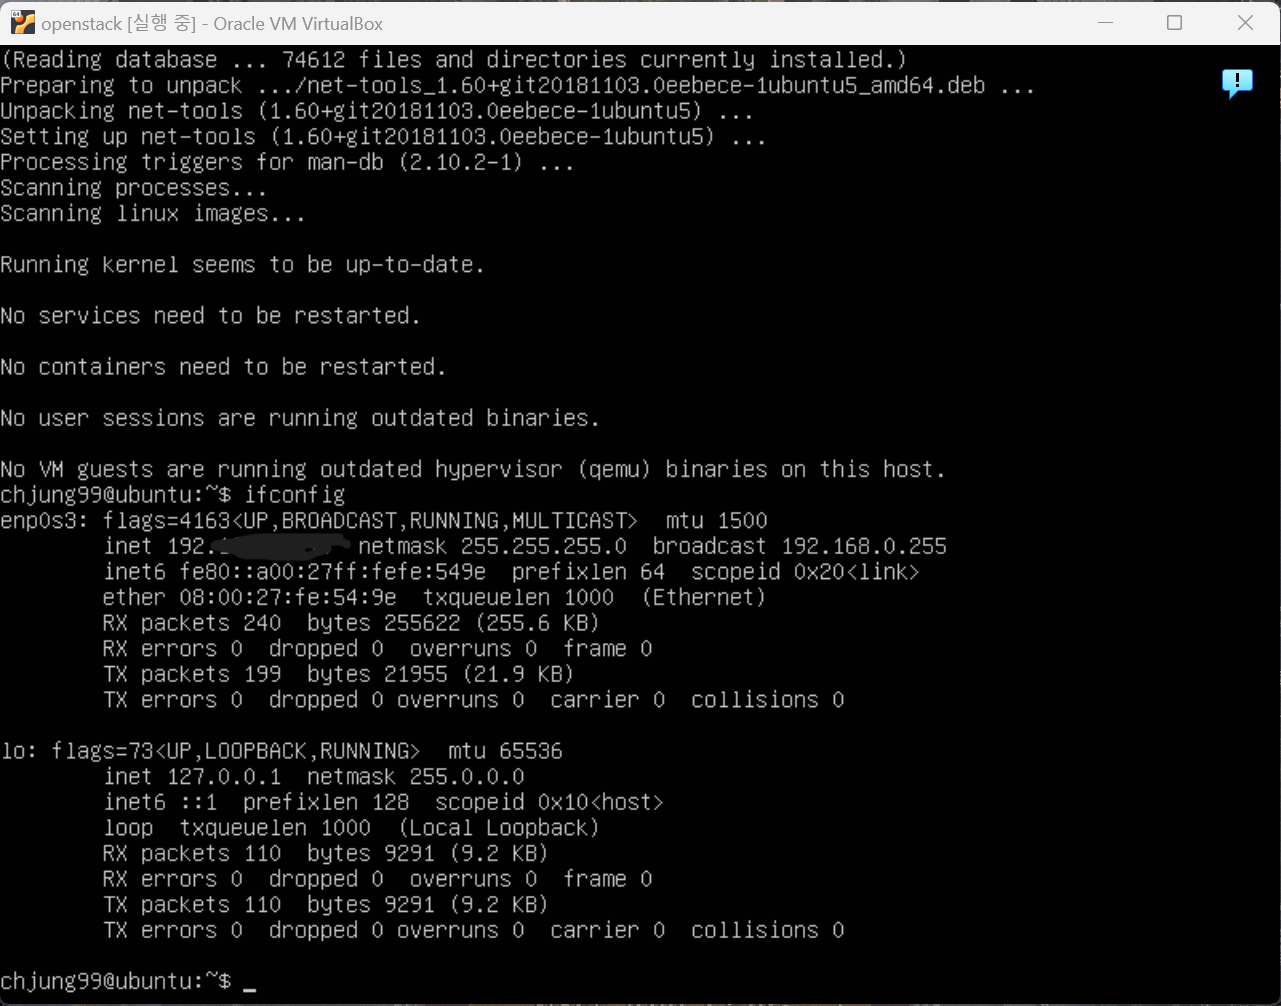 openstack [실행 중] - Oracle VM VirtualBox
(Reading database ... 74612 files and directories currently installed.)
Preparing to unpack .../net-tools_1.60+git20181103.0eebece-1ubuntu5_amd64.deb ...
Unpacking net-tools (1.60+git20181103.0eebece-1ubuntu5) ...
Setting up net-tools (1.60+git20181103.0eebece-1ubuntu5) ...
Processing triggers for man-db (2.10.2-1) ...
Scanning processes...
Scanning linux images...
Running kernel seems to be up-to-date.
No services need to be restarted.
No containers need to be restarted.
No user sessions are running outdated binaries.
No VM guests are running outdated hypervisor (qemu) binaries on this host.
chjung99@ubuntu:~$ ifconfig
enp0s3: flags=4163<UP,BROADCAST,RUNNING,MULTICAST>  mtu 1500
inet 192. netmask 255.255.255.0  broadcast 192.168.0.255
inet6 fe80::a00:27ff:fefe:549e  prefixlen 64  scopeid 0x20<link>
ether 08:00:27:fe:54:9e  txqueuelen 1000  (Ethernet)
RX packets 240  bytes 255622 (255.6 KB)
RX errors 0  dropped 0  overruns 0  frame 0
TX packets 199  bytes 21955 (21.9 KB)
TX errors 0  dropped 0 overruns 0  carrier 0  collisions 0
lo: flags=73<UP,LOOPBACK,RUNNING>  mtu 65536
inet 127.0.0.1  netmask 255.0.0.0
inet6 ::1  prefixlen 128  scopeid 0x10<host>
loop  txqueuelen 1000  (Local Loopback)
RX packets 110  bytes 9291 (9.2 KB)
RX errors 0  dropped 0  overruns 0  frame 0
TX packets 110  bytes 9291 (9.2 KB)
TX errors 0  dropped 0 overruns 0  carrier 0  collisions 0
chjung99@ubuntu:~$ _